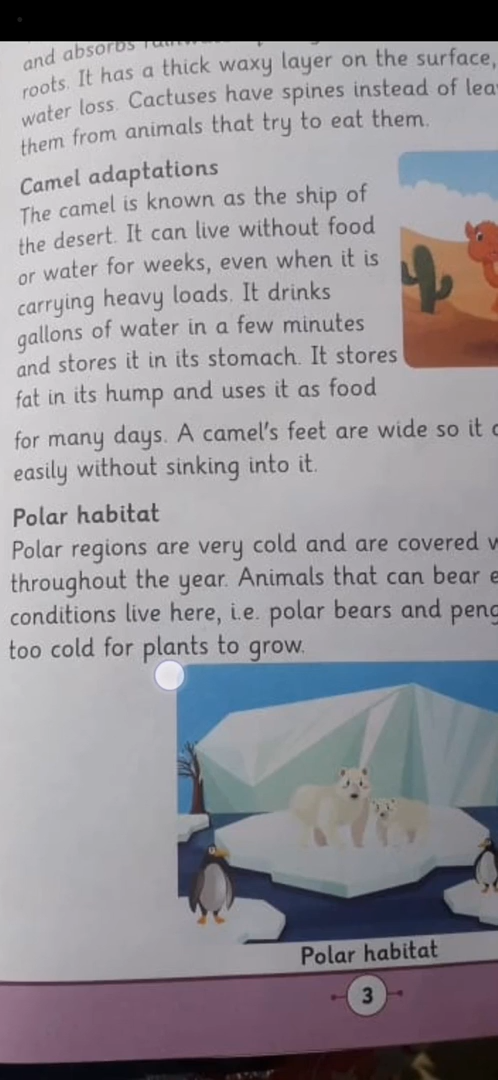 and absorbs
roots. It has a thick waxy layer on the surface,
water loss. Cactuses have spines instead of lea
them from animals that try to eat them.
Camel adaptations
The camel is known as the ship of
the desert. It can live without food
or water for weeks, even when it is
carrying heavy loads. It drinks
gallons of water in a few minutes
and stores it in its stomach. It stores
fat in its hump and uses it as food
for many days. A camel's feet are wide so it
easily without sinking into it.
Polar habitat
Polar regions are very cold and are covered
throughout the year. Animals that can bear
conditions live here, i.e. polar bears and peng
too cold for plants to grow.
Polar habitat
3